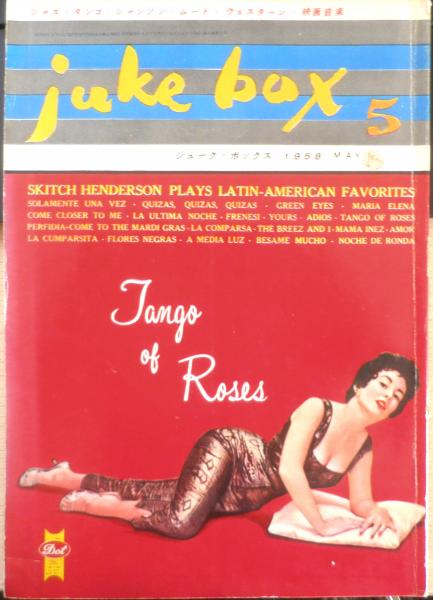 ジャズ・タンゴ・シャンソン・ムード・ウェスターン・映画音楽
juke box 5
ジューク・ボックス 1958 MAY
SKITCH HENDERSON PLAYS LATIN-AMERICAN FAVORITES
SOLAMENTE UNA VEZ - QUIZAS, QUIZAS, QUIZAS - GREEN EYES - MARIA ELENA
COME CLOSER TO ME - LA ULTIMA NOCHE - FRENESI - YOURS - ADIOS - TANGO OF ROSES
PERFIDIA-COME TO THE MARDI GRAS - LA COMPARSA - THE BREEZ AND I - MAMA INEZ - AMOR
LA CUMPARSITA - FLORES NEGRAS - A MEDIA LUZ - BESAME MUCHO - NOCHE DE RONDA
Tango
of
Roses
Dot